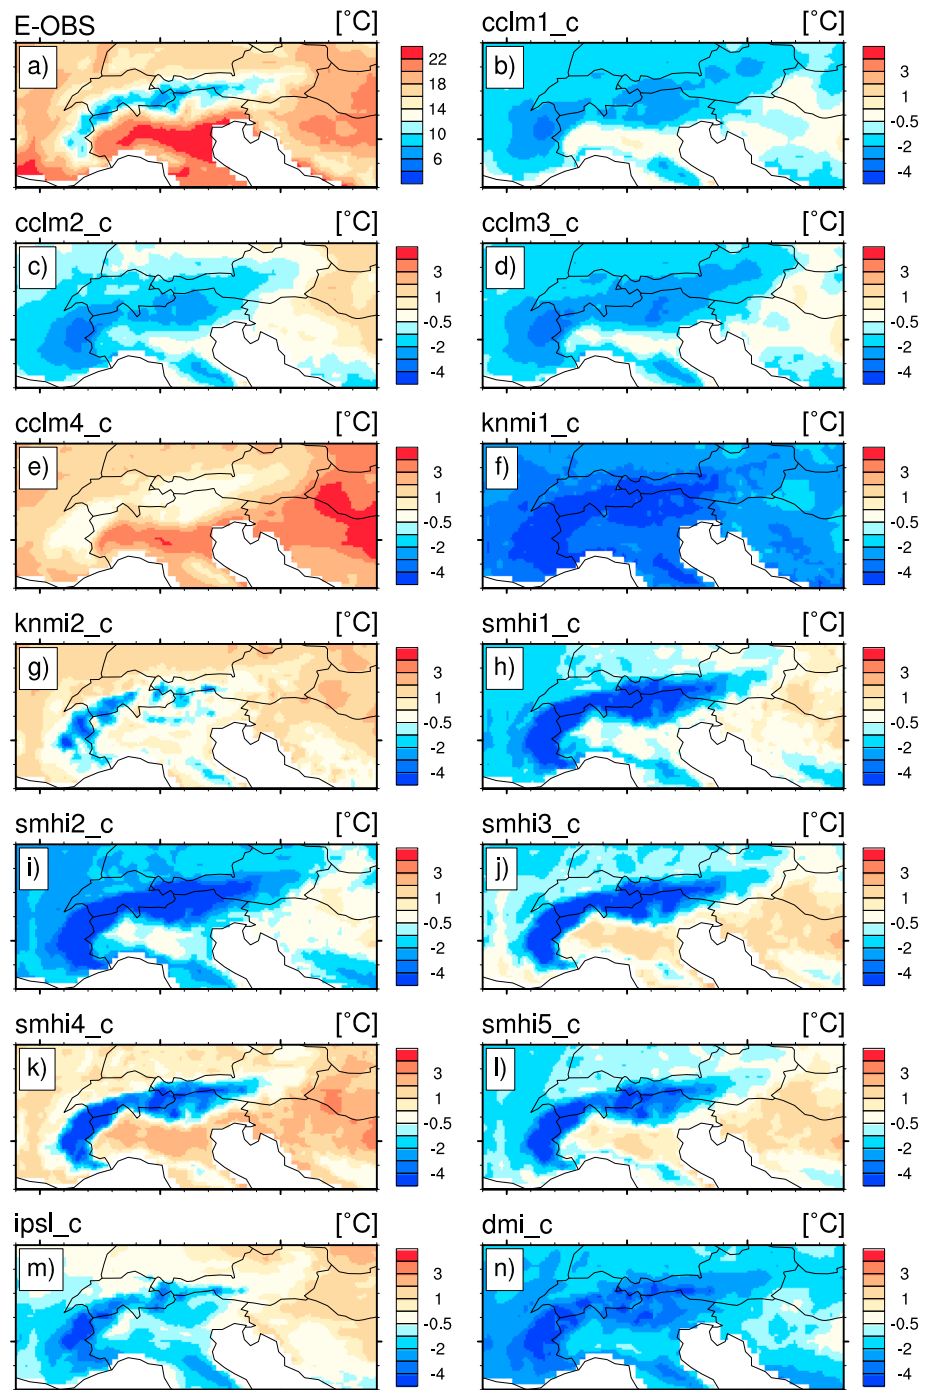 E-OBS [°C] cclm1_c [°C]
a) 22 18 14 10 6 b) 3 1 -0.5 -2 -4
cclm2_c [°C] cclm3_c [°C]
c) 3 1 -0.5 -2 -4 d) 3 1 -0.5 -2 -4
cclm4_c [°C] knmi1_c [°C]
e) 3 1 -0.5 -2 -4 f) 3 1 -0.5 -2 -4
knmi2_c [°C] smhi1_c [°C]
g) 3 1 -0.5 -2 -4 h) 3 1 -0.5 -2 -4
smhi2_c [°C] smhi3_c [°C]
i) 3 1 -0.5 -2 -4 j) 3 1 -0.5 -2 -4
smhi4_c [°C] smhi5_c [°C]
k) 3 1 -0.5 -2 -4 l) 3 1 -0.5 -2 -4
ipsl_c [°C] dmi_c [°C]
m) 3 1 -0.5 -2 -4 n) 3 1 -0.5 -2 -4